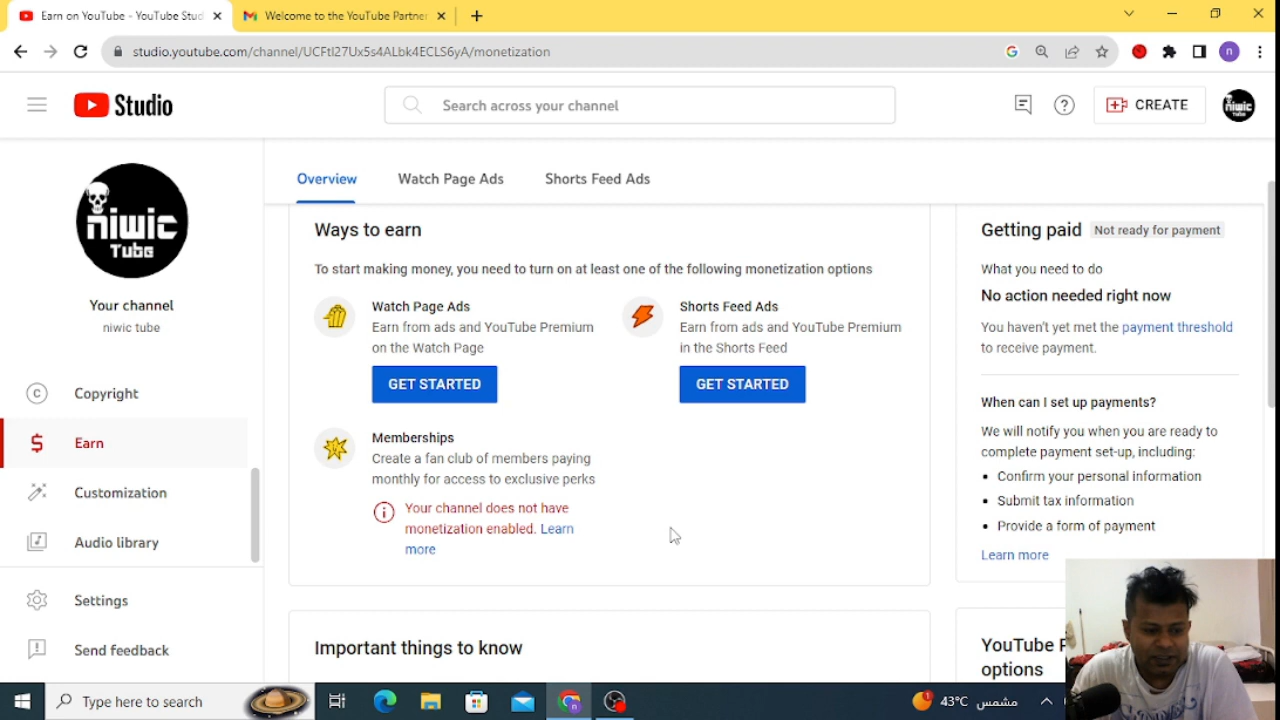 Earn on YouTube - YouTube Stud
Welcome to the YouTube Partner
studio.youtube.com/channel/UCFtl27Ux5s4ALbk4ECLS6yA/monetization
n
Studio
Search across your channel
CREATE
niwic
Tube
niwic
Tube
Your channel
niwic tube
Copyright
Earn
Customization
Audio library
Settings
Send feedback
Overview
Watch Page Ads
Shorts Feed Ads
Ways to earn
To start making money, you need to turn on at least one of the following monetization options
Watch Page Ads
Earn from ads and YouTube Premium
on the Watch Page
GET STARTED
Shorts Feed Ads
Earn from ads and YouTube Premium
in the Shorts Feed
GET STARTED
Memberships
Create a fan club of members paying
monthly for access to exclusive perks
Your channel does not have
monetization enabled. Learn
more
Important things to know
Getting paid Not ready for payment
What you need to do
No action needed right now
You haven't yet met the payment threshold
to receive payment.
When can I set up payments?
We will notify you when you are ready to
complete payment set-up, including:
Confirm your personal information
Submit tax information
Provide a form of payment
Learn more
YouTube P
options
Type here to search
1
43°C مشمس